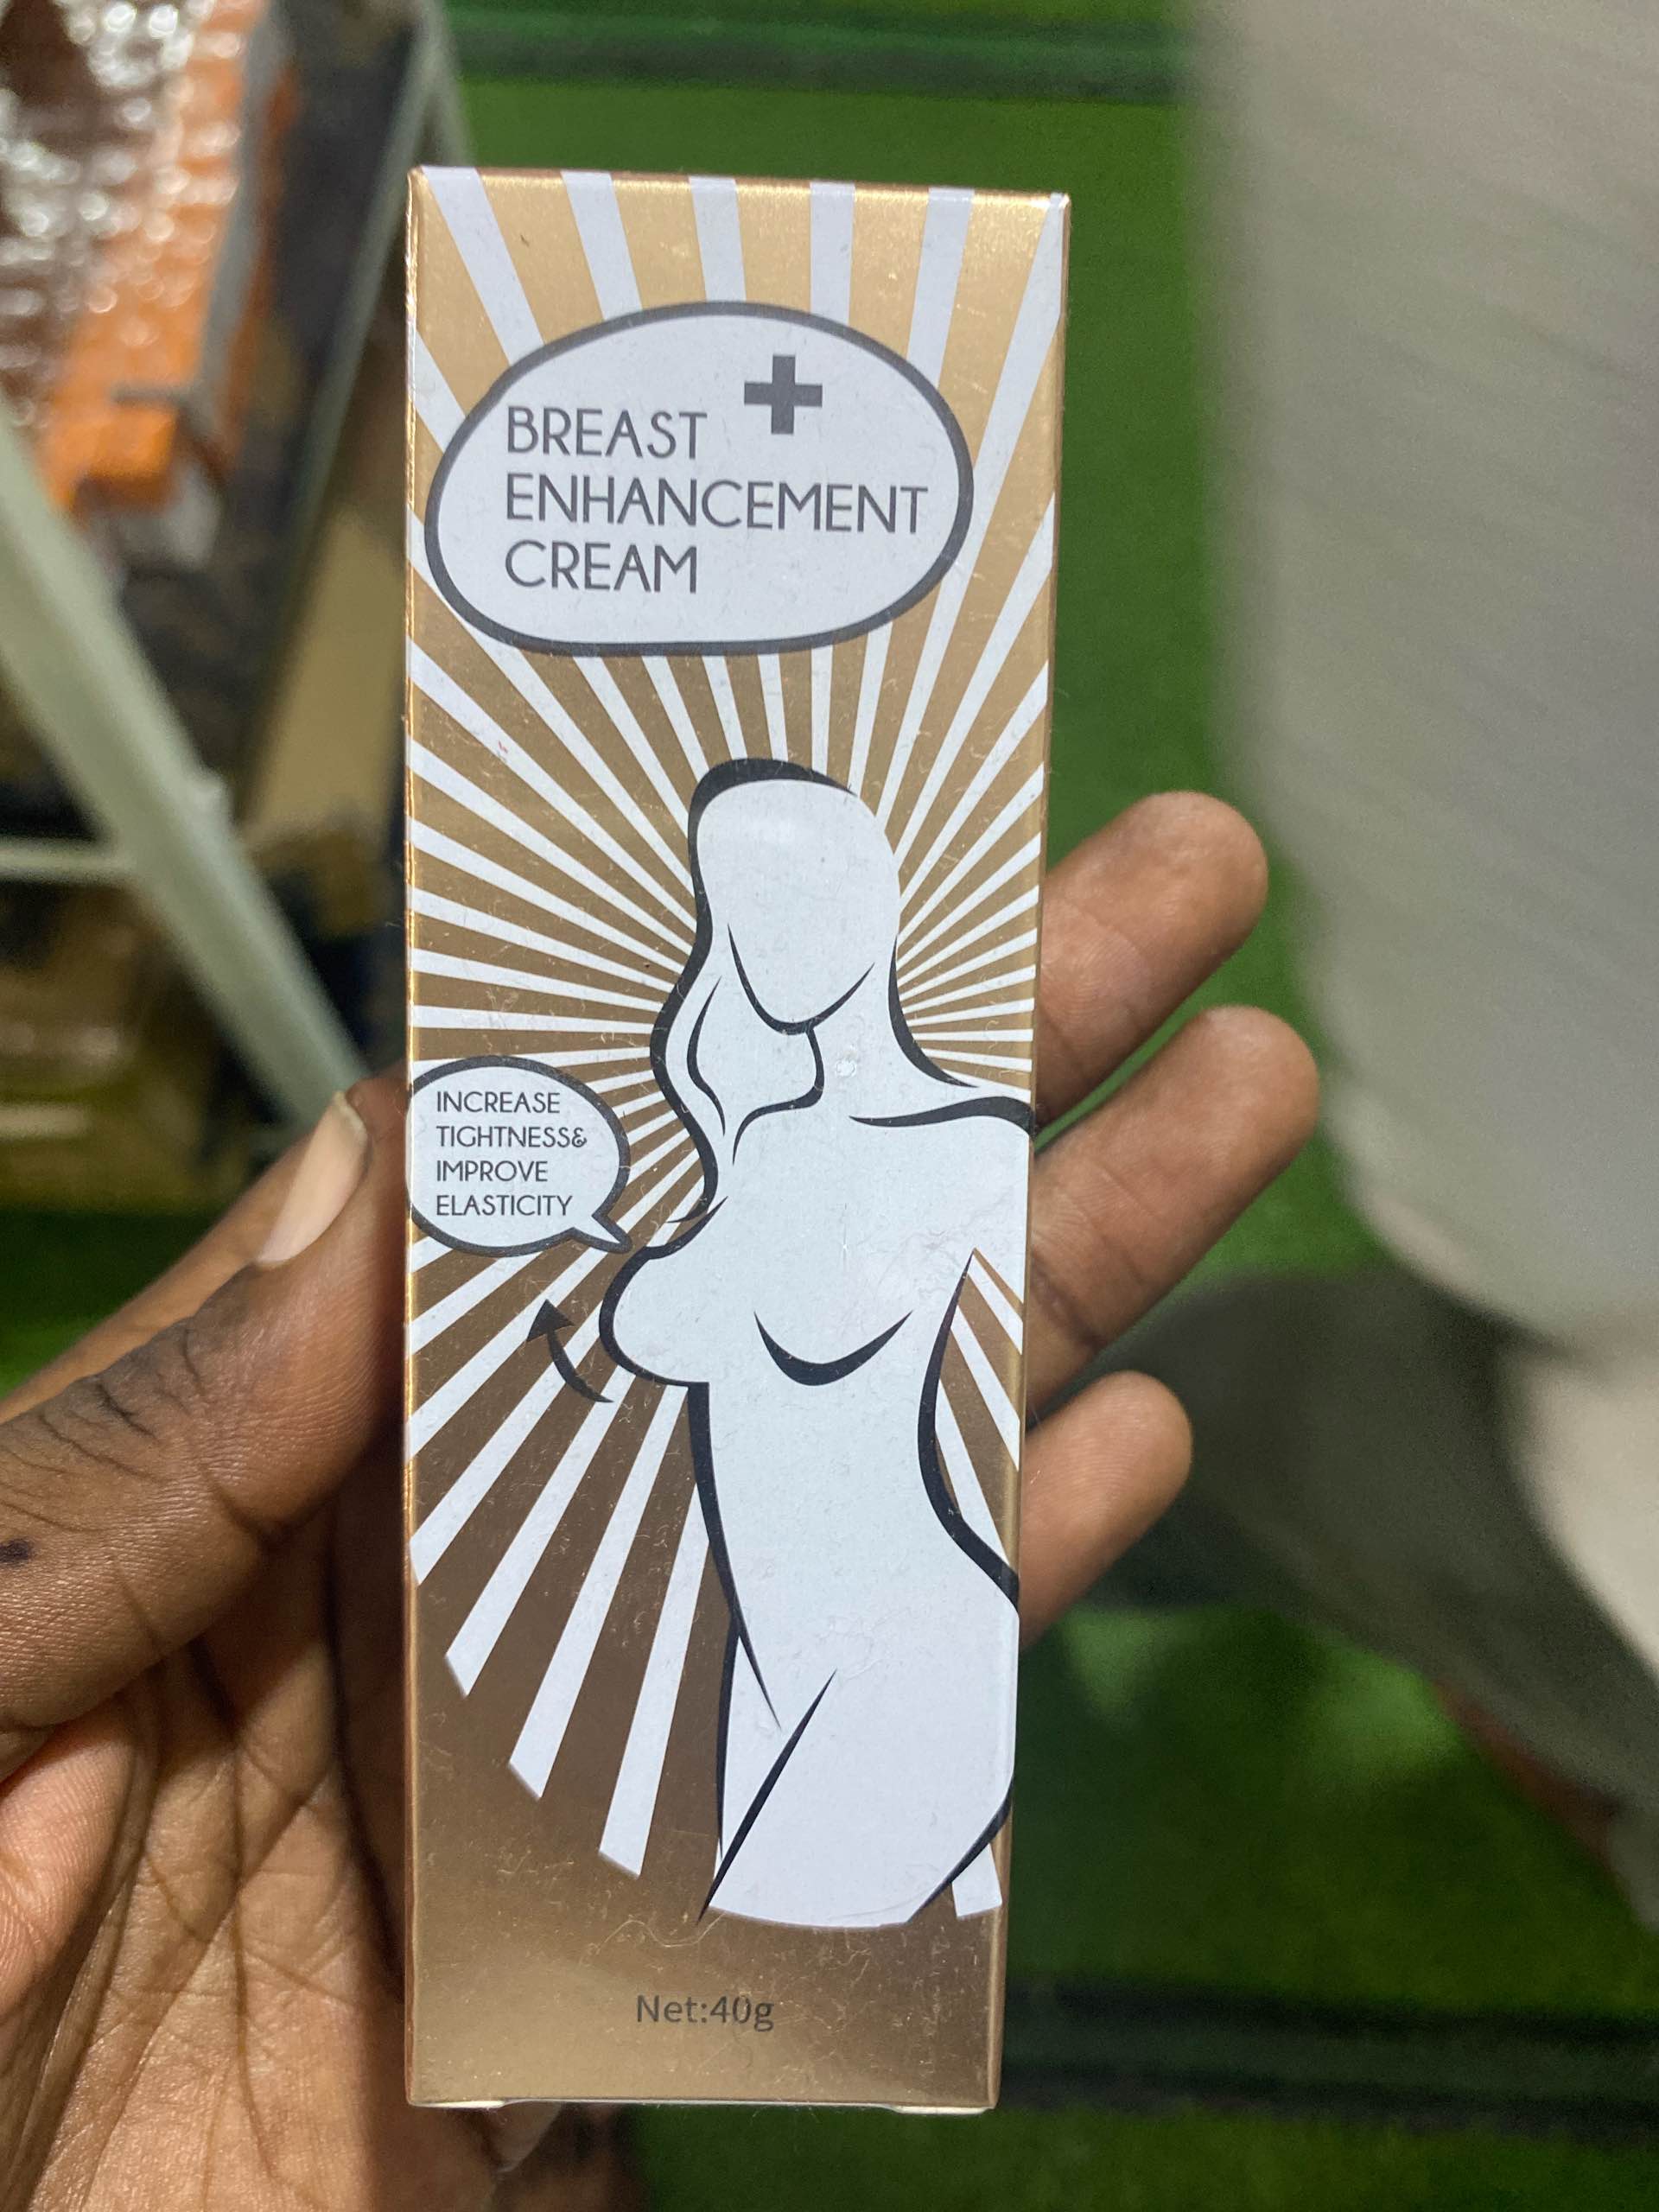 BREAST
ENHANCEMENT
CREAM
INCREASE
TIGHTNESS&
IMPROVE
ELASTICITY
Net:40g